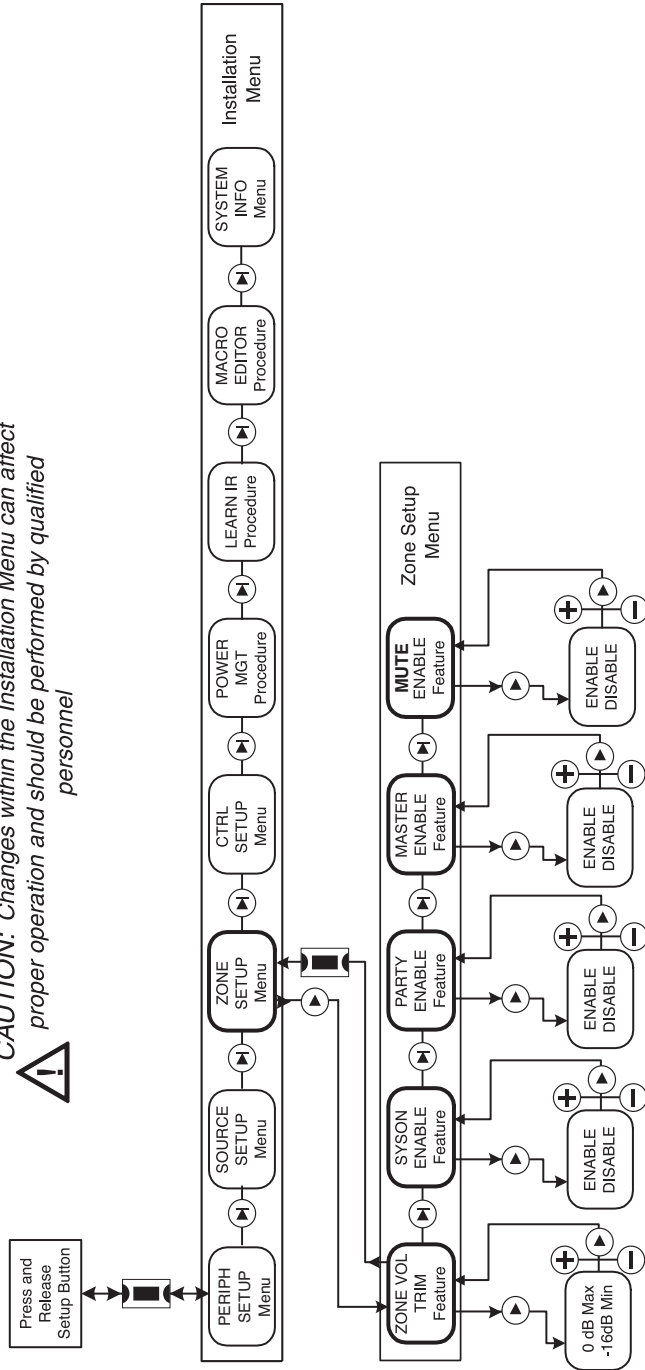 CAUTION: Changes within the Installation Menu can affect
proper operation and should be performed by qualified
personnel
Press and
Release
Setup Button
PERIPH
SETUP
Menu
SOURCE
SETUP
Menu
ZONE
SETUP
Menu
CTRL
SETUP
Menu
POWER
MGT
Procedure
LEARN IR
Procedure
MACRO
EDITOR
Procedure
SYSTEM
INFO
Menu
Installation
Menu
ZONE VOL
TRIM
Feature
SYSON
ENABLE
Feature
PARTY
ENABLE
Feature
MASTER
ENABLE
Feature
MUTE
ENABLE
Feature
Zone Setup
Menu
0 dB Max
-16dB Min
ENABLE
DISABLE
ENABLE
DISABLE
ENABLE
DISABLE
ENABLE
DISABLE